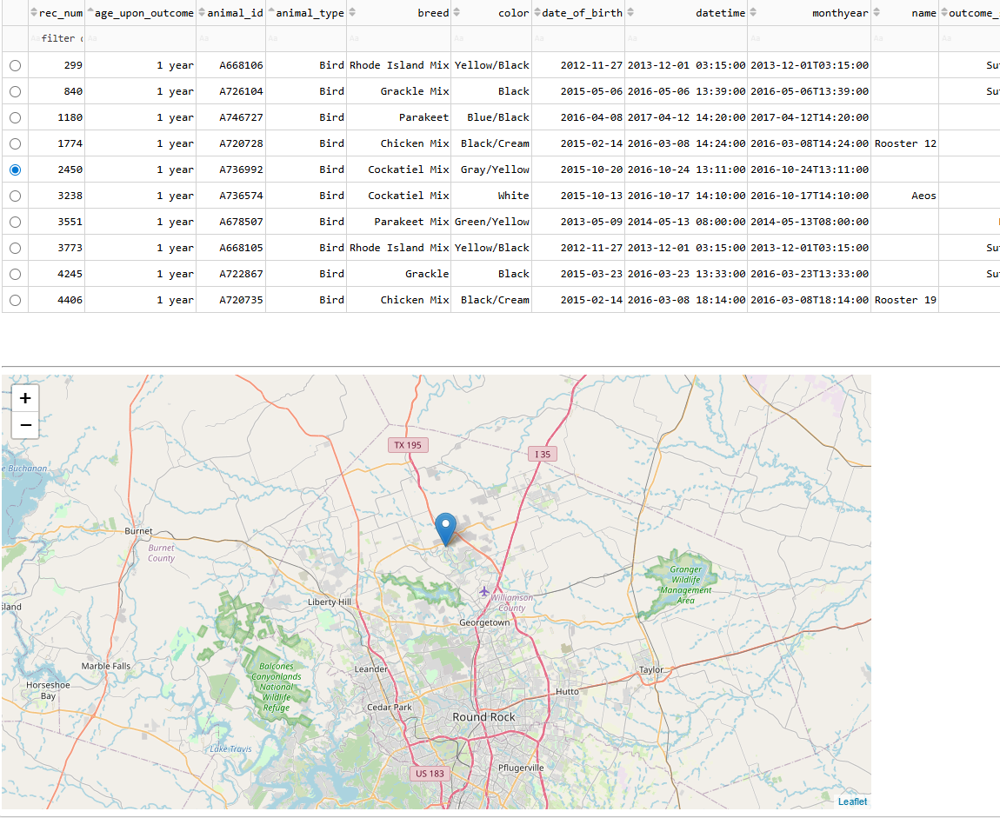 rec_num age_upon_outcome animal_id animal_type breed color date_of_birth datetime monthyear name outcome_
Aa filter Aa Aa Aa Aa Aa Aa Aa Aa Aa Aa
299 1 year A668106 Bird Rhode Island Mix Yellow/Black 2012-11-27 2013-12-01 03:15:00 2013-12-01T03:15:00 Su
840 1 year A726104 Bird Grackle Mix Black 2015-05-06 2016-05-06 13:39:00 2016-05-06T13:39:00 Su
1180 1 year A746727 Bird Parakeet Blue/Black 2016-04-08 2017-04-12 14:20:00 2017-04-12T14:20:00
1774 1 year A720728 Bird Chicken Mix Black/Cream 2015-02-14 2016-03-08 14:24:00 2016-03-08T14:24:00 Rooster 12
2450 1 year A736992 Bird Cockatiel Mix Gray/Yellow 2015-10-20 2016-10-24 13:11:00 2016-10-24T13:11:00
3238 1 year A736574 Bird Cockatiel Mix White 2015-10-13 2016-10-17 14:10:00 2016-10-17T14:10:00 Aeos
3551 1 year A678507 Bird Parakeet Mix Green/Yellow 2013-05-09 2014-05-13 08:00:00 2014-05-13T08:00:00
3773 1 year A668105 Bird Rhode Island Mix Yellow/Black 2012-11-27 2013-12-01 03:15:00 2013-12-01T03:15:00 Su
4245 1 year A722867 Bird Grackle Black 2015-03-23 2016-03-23 13:33:00 2016-03-23T13:33:00 Su
4406 1 year A720735 Bird Chicken Mix Black/Cream 2015-02-14 2016-03-08 18:14:00 2016-03-08T18:14:00 Rooster 19
+
−
TX 195
I 35
e Buchanan
Burnet
Burnet
County
Granger
Wildlife
Management
Area
Williamson
County
Liberty Hill
sland
Georgetown
Marble Falls
Leander
Taylor
Balcones
Canyonlands
National
Wildlife
Refuge
Horseshoe
Bay
Hutto
Cedar Park
Round Rock
Lake Travis
Pflugerville
US 183
Leaflet